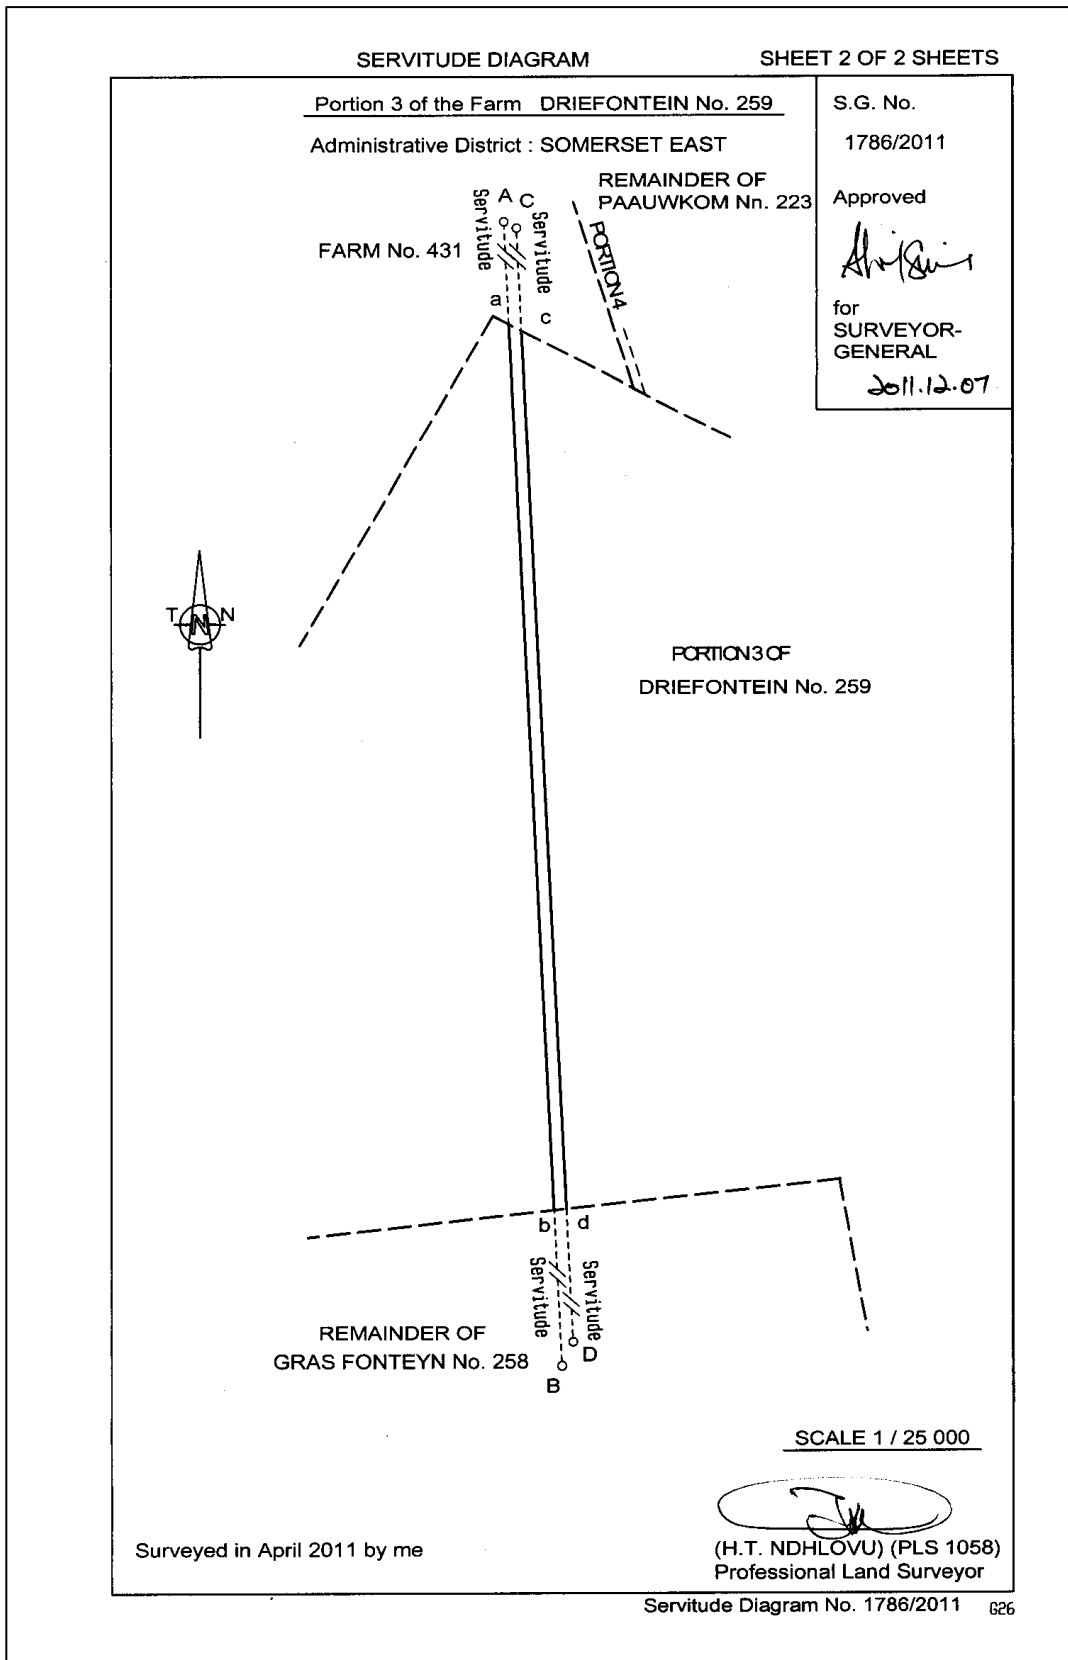 SERVITUDE DIAGRAM
SHEET 2 OF 2 SHEETS
Portion 3 of the Farm DRIEFONTEIN No. 259
Administrative District : SOMERSET EAST
S.G. No.
1786/2011
Approved
for
SURVEYOR-
GENERAL
2011.12.07
REMAINDER OF
PAAUWKOM Nn. 223
PORTION 4
FARM No. 431
Servitude
A C
Servitude
a
c
T N N
PORTION 3 OF
DRIEFONTEIN No. 259
b d
Servitude
Servitude
REMAINDER OF
GRAS FONTEYN No. 258
D
B
SCALE 1 / 25 000
Surveyed in April 2011 by me
(H.T. NDHLOVU) (PLS 1058)
Professional Land Surveyor
Servitude Diagram No. 1786/2011
G26